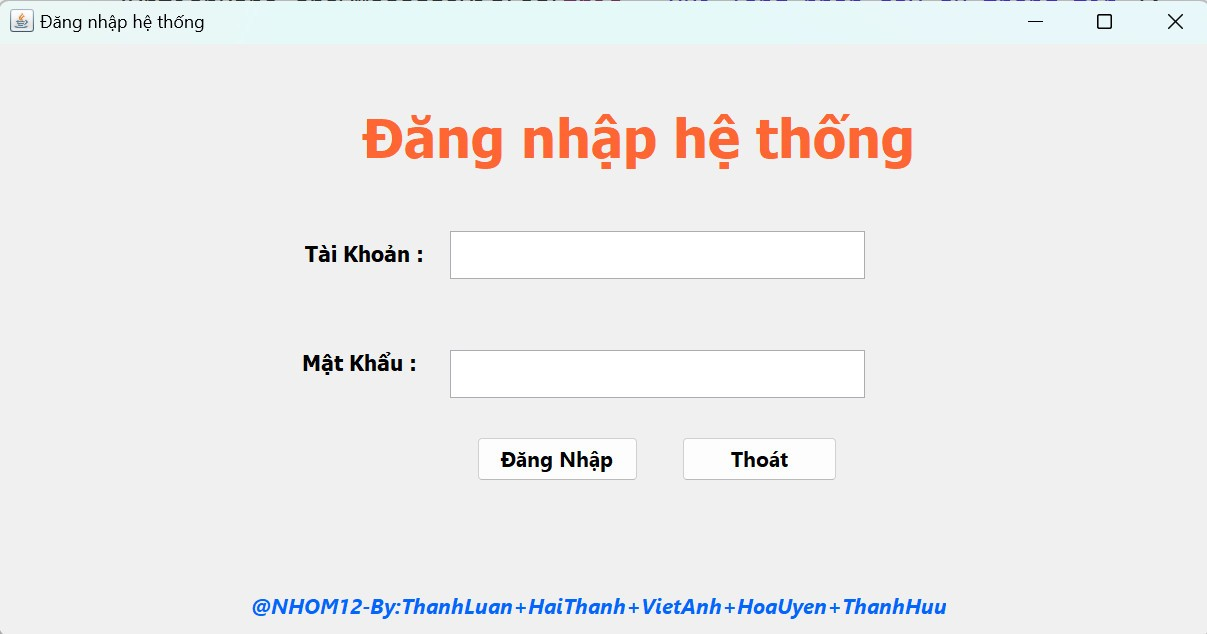 Đăng nhập hệ thống
Đăng nhập hệ thống
Tài Khoản :
Mật Khẩu :
Đăng Nhập Thoát
@NHOM12-By:ThanhLuan+HaiThanh+VietAnh+HoaUyen+ThanhHuu